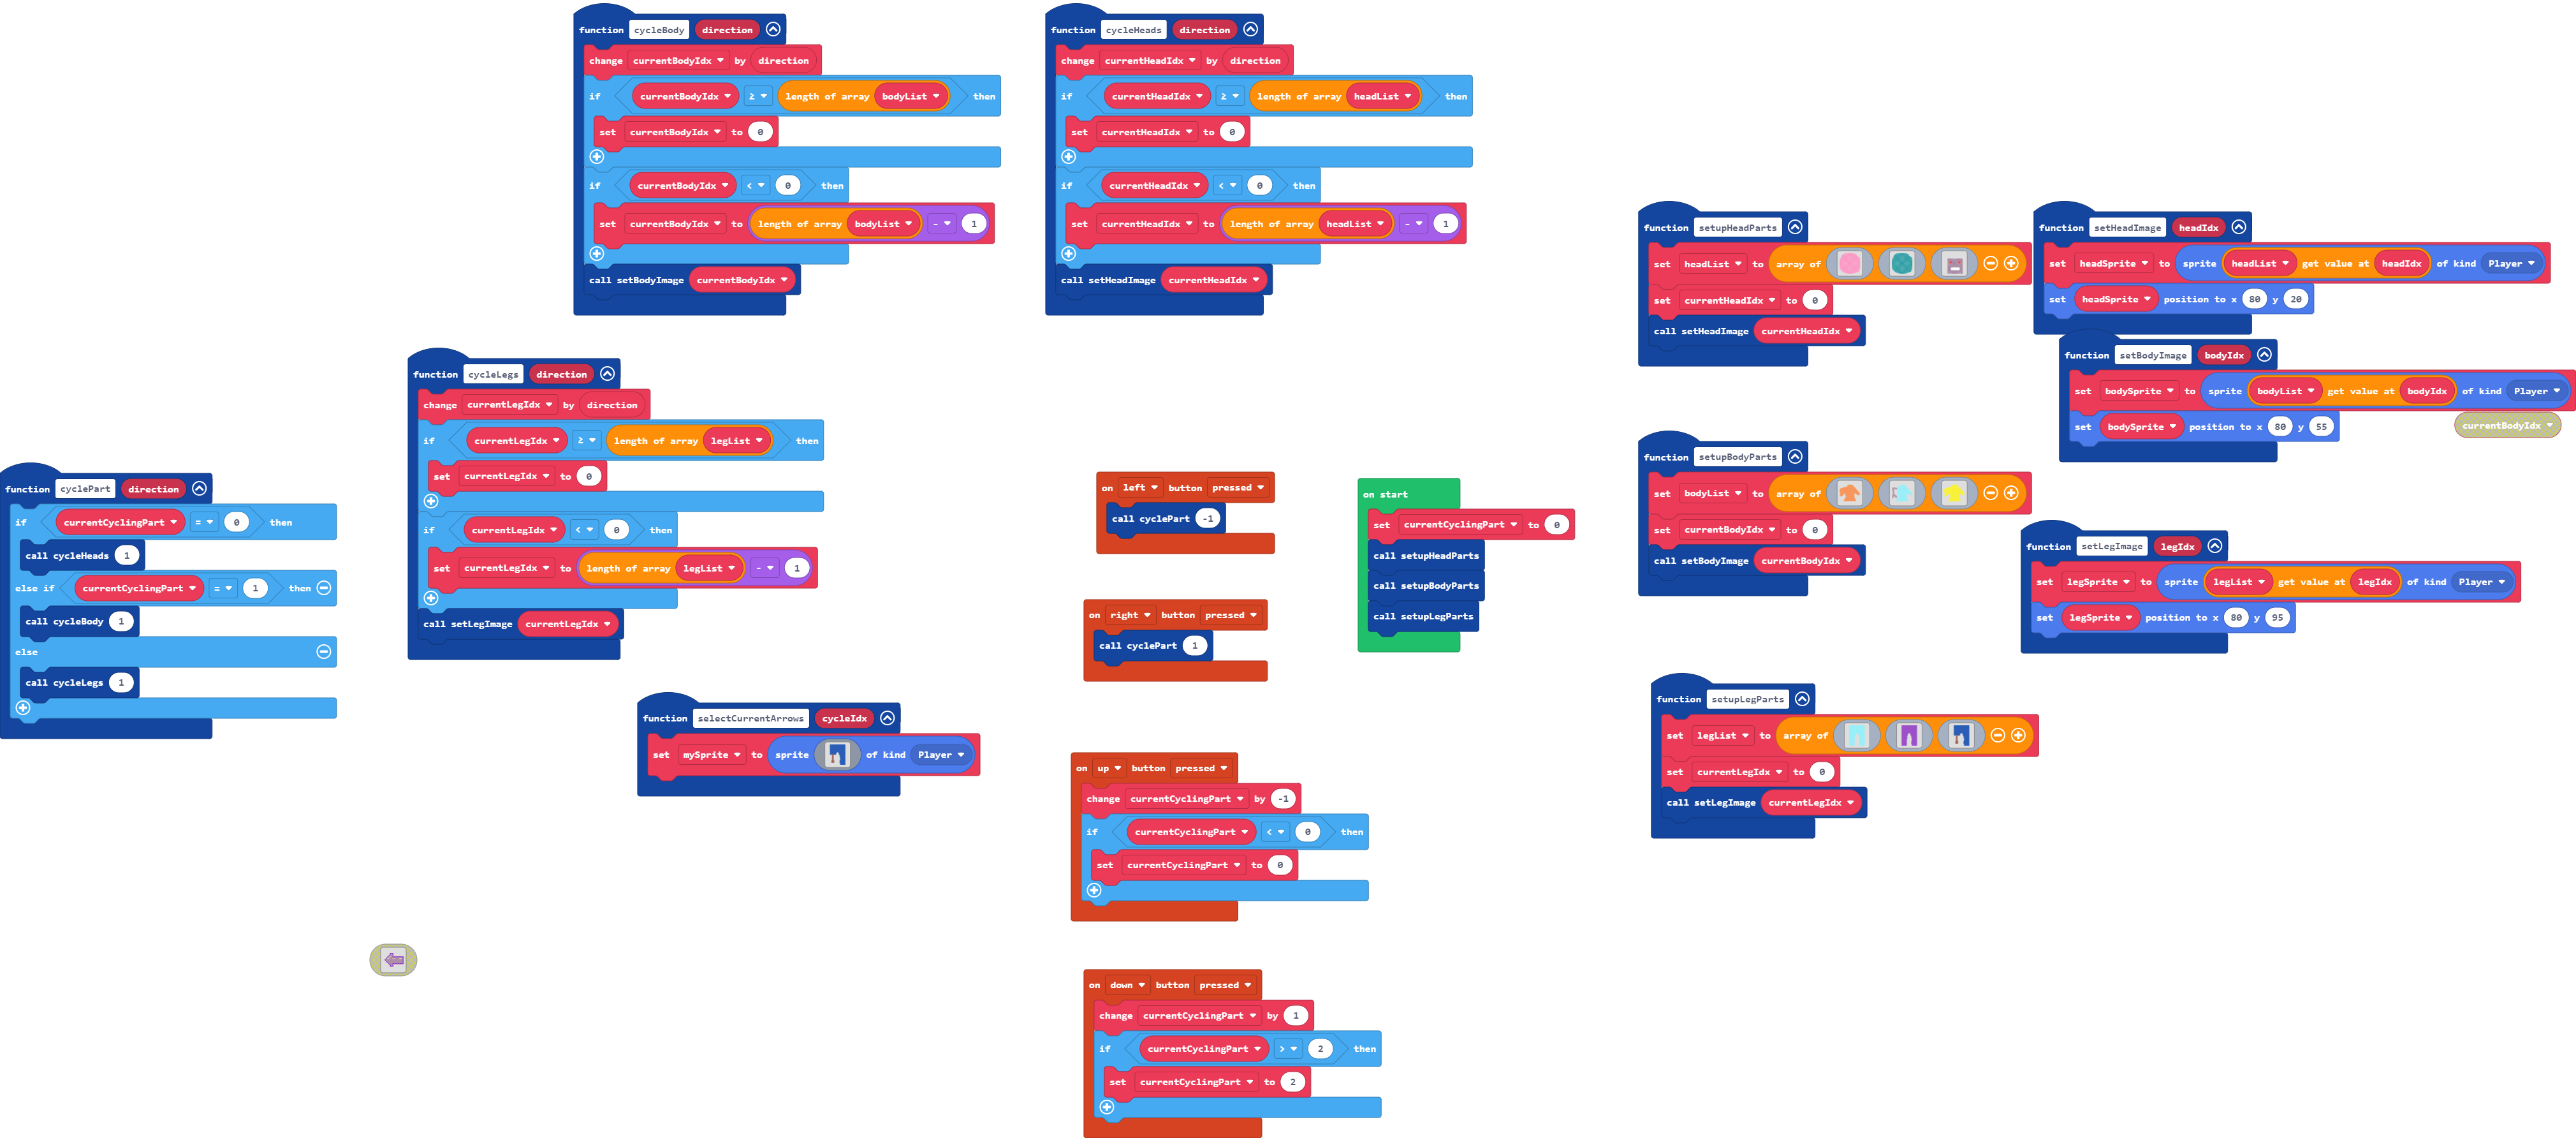 function cycleBody direction
change currentBodyIdx by direction
if currentBodyIdx ≥ length of array bodyList then
set currentBodyIdx to 0
if currentBodyIdx < 0 then
set currentBodyIdx to length of array bodyList - 1
call setBodyImage currentBodyIdx
function cycleHeads direction
change currentHeadIdx by direction
if currentHeadIdx ≥ length of array headList then
set currentHeadIdx to 0
if currentHeadIdx < 0 then
set currentHeadIdx to length of array headList - 1
call setHeadImage currentHeadIdx
function setupHeadParts
set headList to array of
set currentHeadIdx to 0
call setHeadImage currentHeadIdx
function setHeadImage headIdx
set headSprite to sprite headList get value at headIdx of kind Player
set headSprite position to x 80 y 20
function setBodyImage bodyIdx
set bodySprite to sprite bodyList get value at bodyIdx of kind Player
set bodySprite position to x 80 y 55
currentBodyIdx
function cycleLegs direction
change currentLegIdx by direction
if currentLegIdx ≥ length of array legList then
set currentLegIdx to 0
if currentLegIdx < 0 then
set currentLegIdx to length of array legList - 1
call setLegImage currentLegIdx
function cyclePart direction
if currentCyclingPart = 0 then
call cycleHeads 1
else if currentCyclingPart = 1 then
call cycleBody 1
else
call cycleLegs 1
on left button pressed
call cyclePart -1
on start
set currentCyclingPart to 0
call setupHeadParts
call setupBodyParts
call setupLegParts
on right button pressed
call cyclePart 1
function setupBodyParts
set bodyList to array of
set currentBodyIdx to 0
call setBodyImage currentBodyIdx
function setLegImage legIdx
set legSprite to sprite legList get value at legIdx of kind Player
set legSprite position to x 80 y 95
function selectCurrentArrows cycleIdx
set mySprite to sprite of kind Player
function setupLegParts
set legList to array of
set currentLegIdx to 0
call setLegImage currentLegIdx
on up button pressed
change currentCyclingPart by -1
if currentCyclingPart < 0 then
set currentCyclingPart to 0
on down button pressed
change currentCyclingPart by 1
if currentCyclingPart > 2 then
set currentCyclingPart to 2